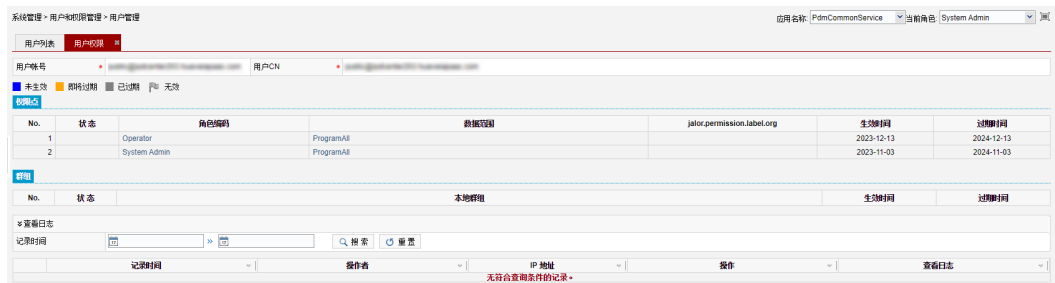 系统管理 > 用户和权限管理 > 用户管理 应用名称: PdmCommonService 当前角色: System Admin
用户列表 用户权限
用户帐号 * 用户CN *
未生效 即将过期 已过期 无效
权限点
No. 状态 角色编码 数据范围 jalor.permission.label.org 生效时间 过期时间
1 Operator ProgramAll 2023-12-13 2024-12-13
2 System Admin ProgramAll 2023-11-03 2024-11-03
群组
No. 状态 本地群组 生效时间 过期时间
查看日志
记录时间 搜索 重置
记录时间 操作者 IP 地址 操作 查看日志
无符合查询条件的记录。